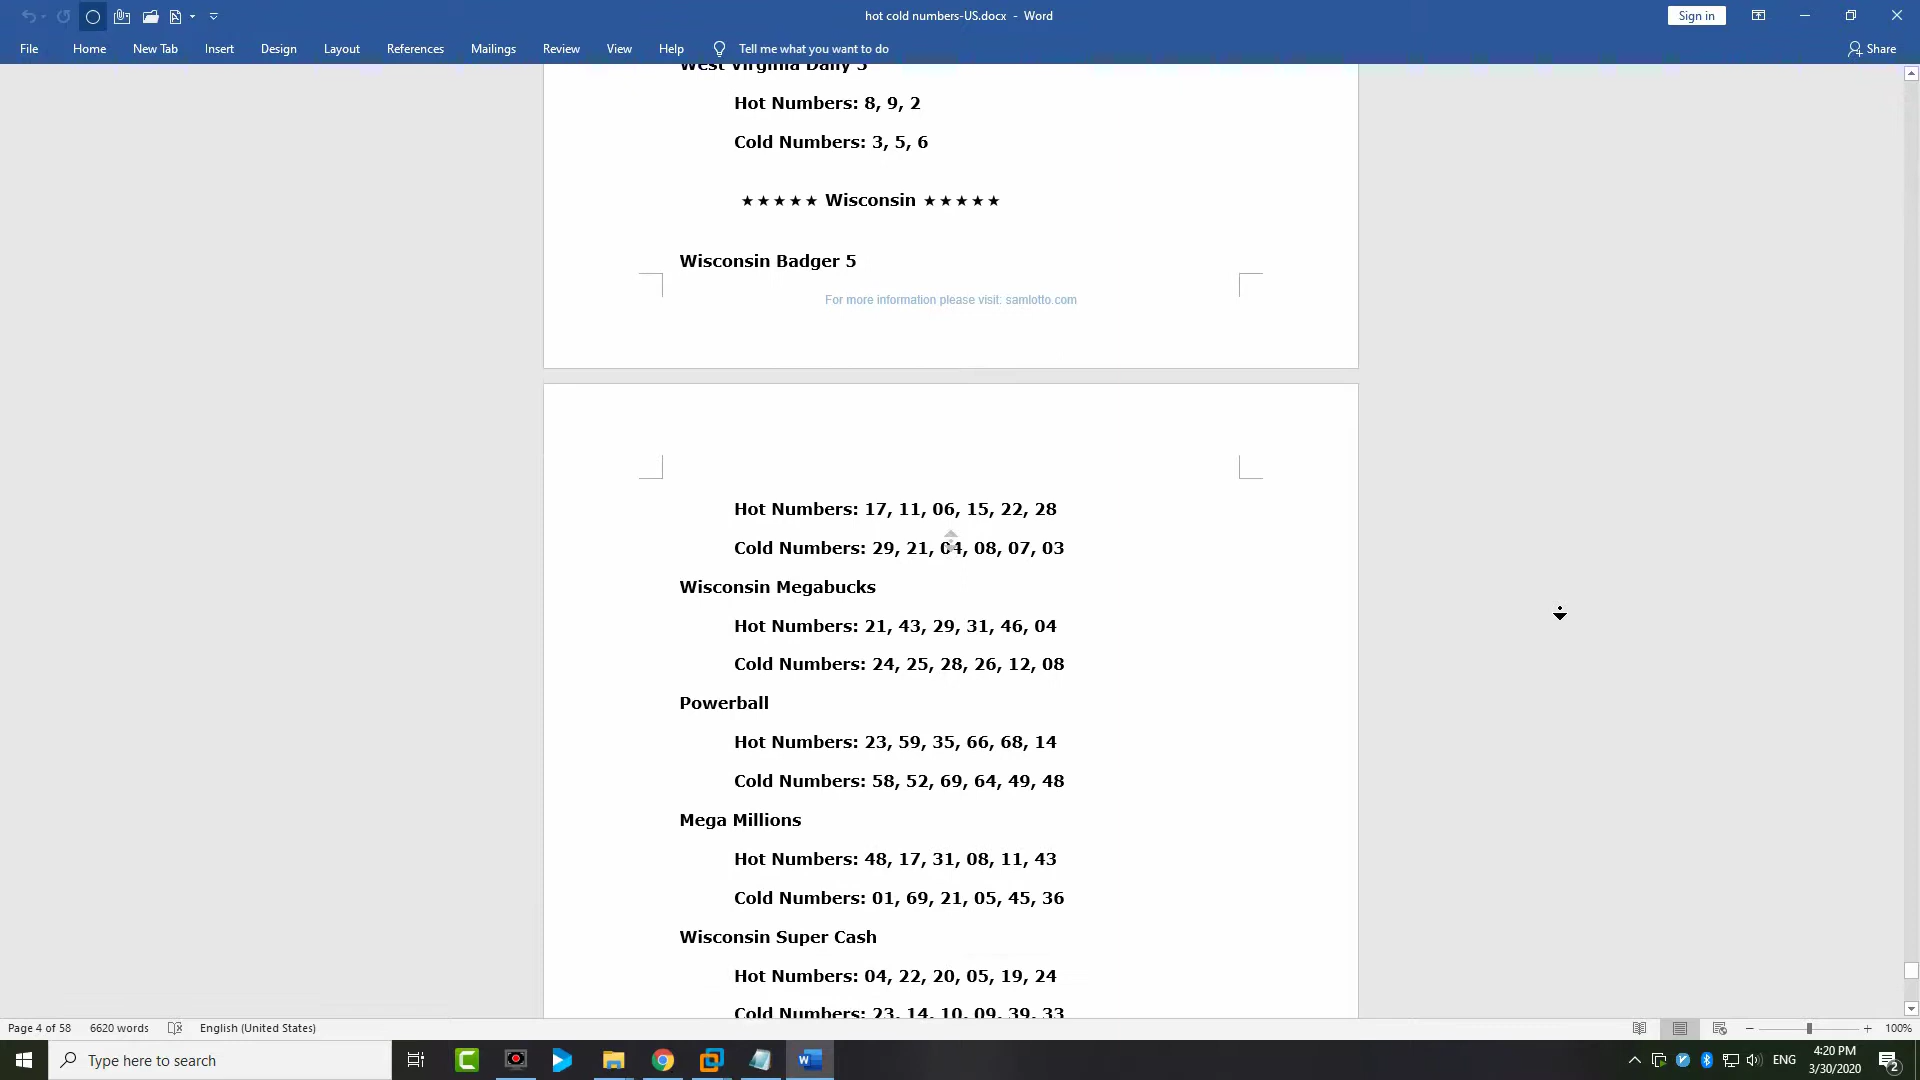 hot cold numbers-US.docx - Word
Sign in
File Home New Tab Insert Design Layout References Mailings Review View Help Tell me what you want to do Share
West Virginia Daily 3
Hot Numbers: 8, 9, 2
Cold Numbers: 3, 5, 6
★★★★★ Wisconsin ★★★★★
Wisconsin Badger 5
For more information please visit: samlotto.com
Hot Numbers: 17, 11, 06, 15, 22, 28
Cold Numbers: 29, 21, 04, 08, 07, 03
Wisconsin Megabucks
Hot Numbers: 21, 43, 29, 31, 46, 04
Cold Numbers: 24, 25, 28, 26, 12, 08
Powerball
Hot Numbers: 23, 59, 35, 66, 68, 14
Cold Numbers: 58, 52, 69, 64, 49, 48
Mega Millions
Hot Numbers: 48, 17, 31, 08, 11, 43
Cold Numbers: 01, 69, 21, 05, 45, 36
Wisconsin Super Cash
Hot Numbers: 04, 22, 20, 05, 19, 24
Cold Numbers: 23, 14, 10, 09, 39, 33
Page 4 of 58 6620 words English (United States) 100%
Type here to search
ENG
4:20 PM
3/30/2020
2